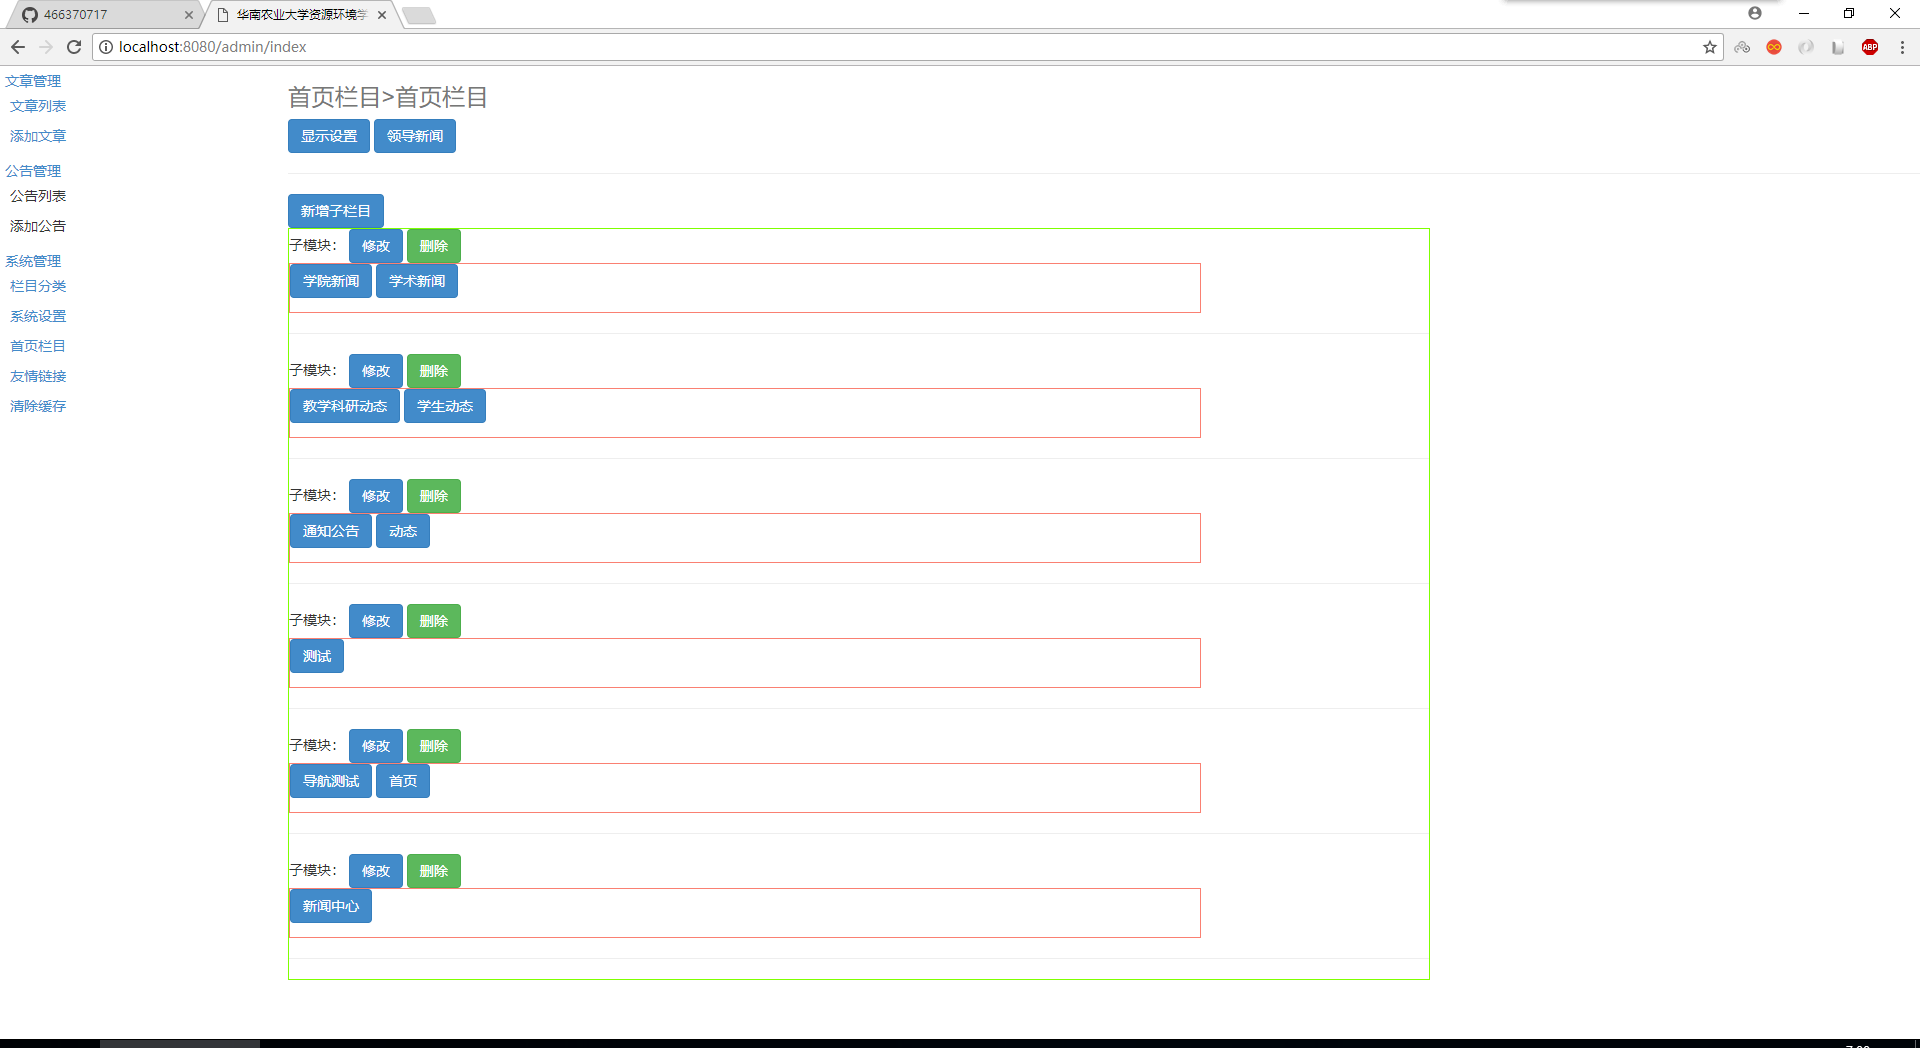 466370717
华南农业大学资源环境学
localhost:8080/admin/index
ABP
文章管理
文章列表
添加文章
公告管理
公告列表
添加公告
系统管理
栏目分类
系统设置
首页栏目
友情链接
清除缓存
首页栏目>首页栏目
显示设置 领导新闻
新增子栏目
子模块： 修改 删除
学院新闻 学术新闻
子模块： 修改 删除
教学科研动态 学生动态
子模块： 修改 删除
通知公告 动态
子模块： 修改 删除
测试
子模块： 修改 删除
导航测试 首页
子模块： 修改 删除
新闻中心